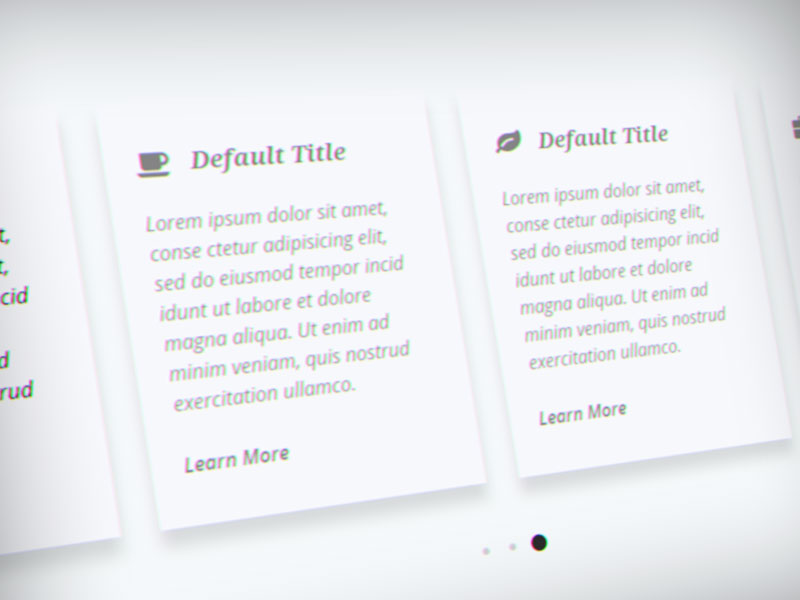 t,
t,
cid
d
rud
Default Title
Lorem ipsum dolor sit amet,
conse ctetur adipisicing elit,
sed do eiusmod tempor incid
idunt ut labore et dolore
magna aliqua. Ut enim ad
minim veniam, quis nostrud
exercitation ullamco.
Learn More
Default Title
Lorem ipsum dolor sit amet,
conse ctetur adipisicing elit,
sed do eiusmod tempor incid
idunt ut labore et dolore
magna aliqua. Ut enim ad
minim veniam, quis nostrud
exercitation ullamco.
Learn More